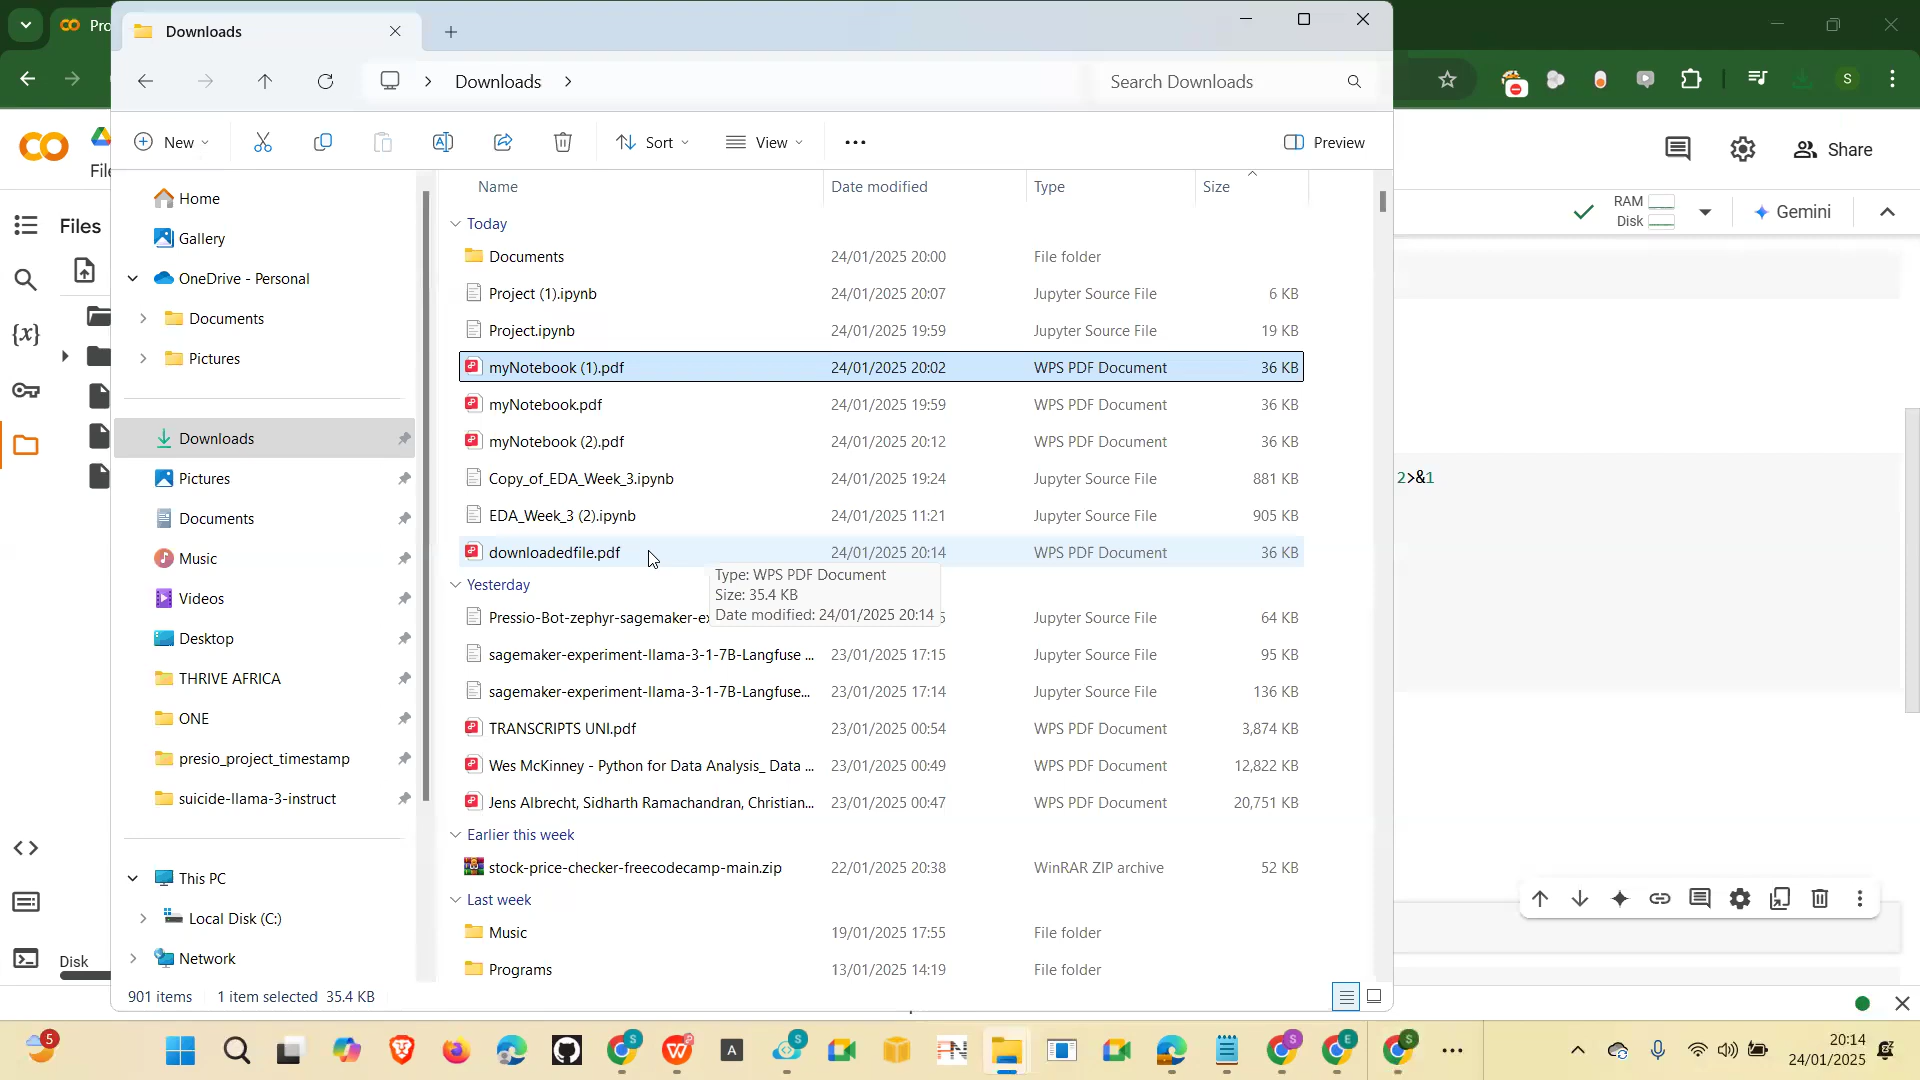 Pro
Downloads
Downloads
Search Downloads
S
New
Sort
View
Preview
Share
Name
Date modified
Type
Size
File
Files
RAM
Disk
Gemini
Home
Gallery
OneDrive - Personal
Documents
Pictures
Downloads
Pictures
Documents
Music
Videos
Desktop
THRIVE AFRICA
ONE
presio_project_timestamp
suicide-llama-3-instruct
This PC
Local Disk (C:)
Network
Today
Documents 24/01/2025 20:00 File folder
Project (1).ipynb 24/01/2025 20:07 Jupyter Source File 6 KB
Project.ipynb 24/01/2025 19:59 Jupyter Source File 19 KB
myNotebook (1).pdf 24/01/2025 20:02 WPS PDF Document 36 KB
myNotebook.pdf 24/01/2025 19:59 WPS PDF Document 36 KB
myNotebook (2).pdf 24/01/2025 20:12 WPS PDF Document 36 KB
Copy_of_EDA_Week_3.ipynb 24/01/2025 19:24 Jupyter Source File 881 KB
EDA_Week_3 (2).ipynb 24/01/2025 11:21 Jupyter Source File 905 KB
downloadedfile.pdf 24/01/2025 20:14 WPS PDF Document 36 KB
Type: WPS PDF Document
Size: 35.4 KB
Date modified: 24/01/2025 20:14
Yesterday
Pressio-Bot-zephyr-sagemaker-ex 5 Jupyter Source File 64 KB
sagemaker-experiment-llama-3-1-7B-Langfuse ... 23/01/2025 17:15 Jupyter Source File 95 KB
sagemaker-experiment-llama-3-1-7B-Langfuse... 23/01/2025 17:14 Jupyter Source File 136 KB
TRANSCRIPTS UNI.pdf 23/01/2025 00:54 WPS PDF Document 3,874 KB
Wes McKinney - Python for Data Analysis_ Data ... 23/01/2025 00:49 WPS PDF Document 12,822 KB
Jens Albrecht, Sidharth Ramachandran, Christian... 23/01/2025 00:47 WPS PDF Document 20,751 KB
Earlier this week
stock-price-checker-freecodecamp-main.zip 22/01/2025 20:38 WinRAR ZIP archive 52 KB
Last week
Music 19/01/2025 17:55 File folder
Programs 13/01/2025 14:19 File folder
2>&1
Disk
901 items 1 item selected 35.4 KB
5
20:14
24/01/2025